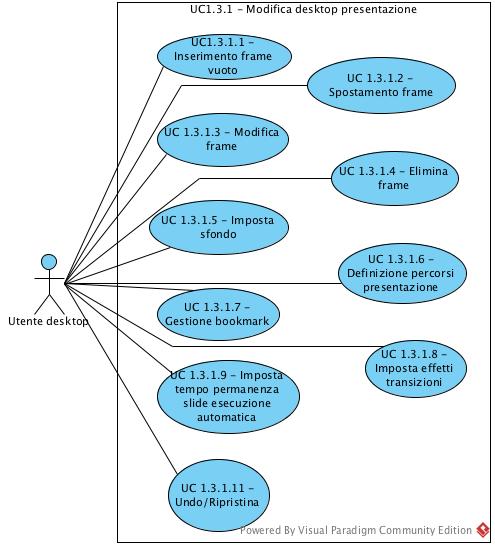 UC1.3.1 – Modifica desktop presentazione
UC1.3.1.1 –
Inserimento frame
vuoto
UC 1.3.1.2 –
Spostamento frame
UC 1.3.1.3 – Modifica
frame
UC 1.3.1.4 – Elimina
frame
UC 1.3.1.5 – Imposta
sfondo
UC 1.3.1.6 –
Definizione percorsi
presentazione
Utente desktop
UC 1.3.1.7 –
Gestione bookmark
UC 1.3.1.8 –
Imposta effetti
transizioni
UC 1.3.1.9 – Imposta
tempo permanenza
slide esecuzione
automatica
UC 1.3.1.11 –
Undo/Ripristina
Powered By Visual Paradigm Community Edition